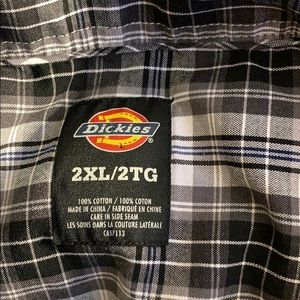 Dickies
2XL/2TG
100% COTTON / 100% COTON
MADE IN CHINA / FABRIQUÉ EN CHINE
CARE IN SIDE SEAM
LES SOINS DANS LA COUTURE LATÉRALE
CA57113